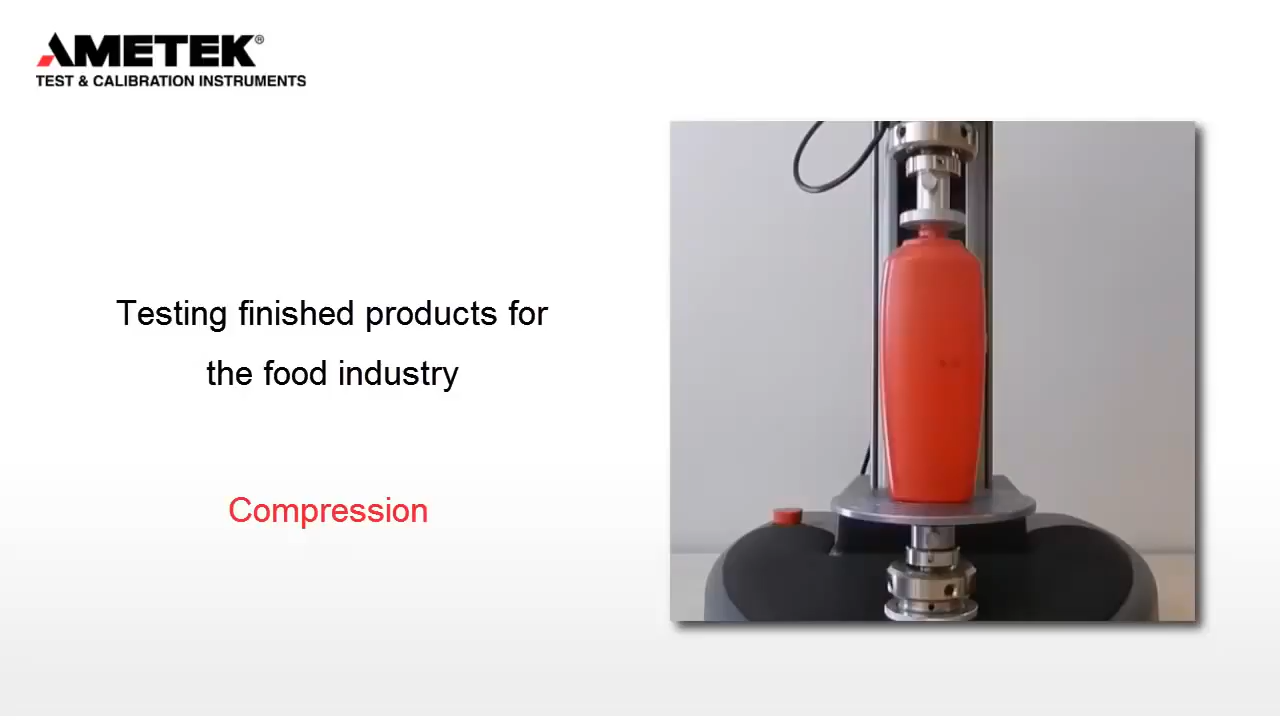 AMETEK®
TEST & CALIBRATION INSTRUMENTS
Testing finished products for
the food industry
Compression